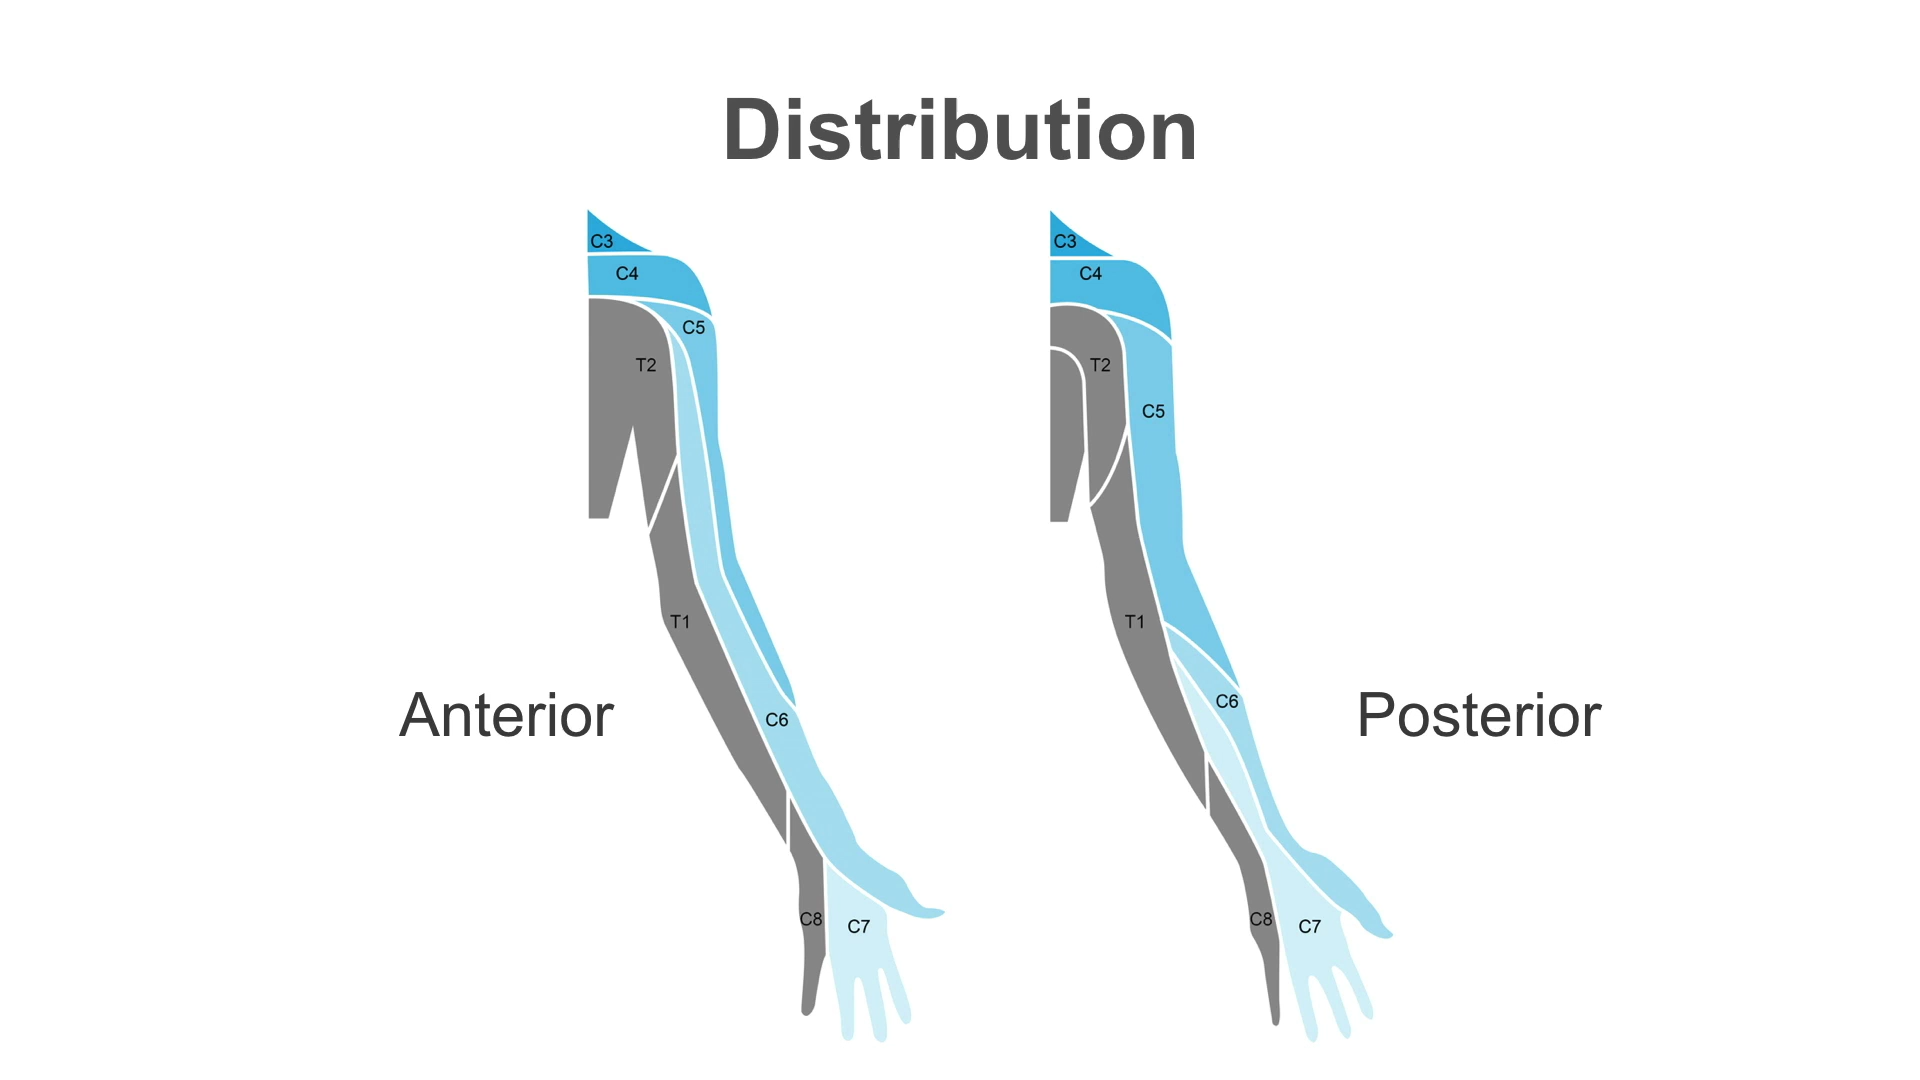 Distribution
C3
C4
C5
T2
T1
C6
C8
C7
Anterior
C3
C4
T2
C5
T1
C6
C8
C7
Posterior